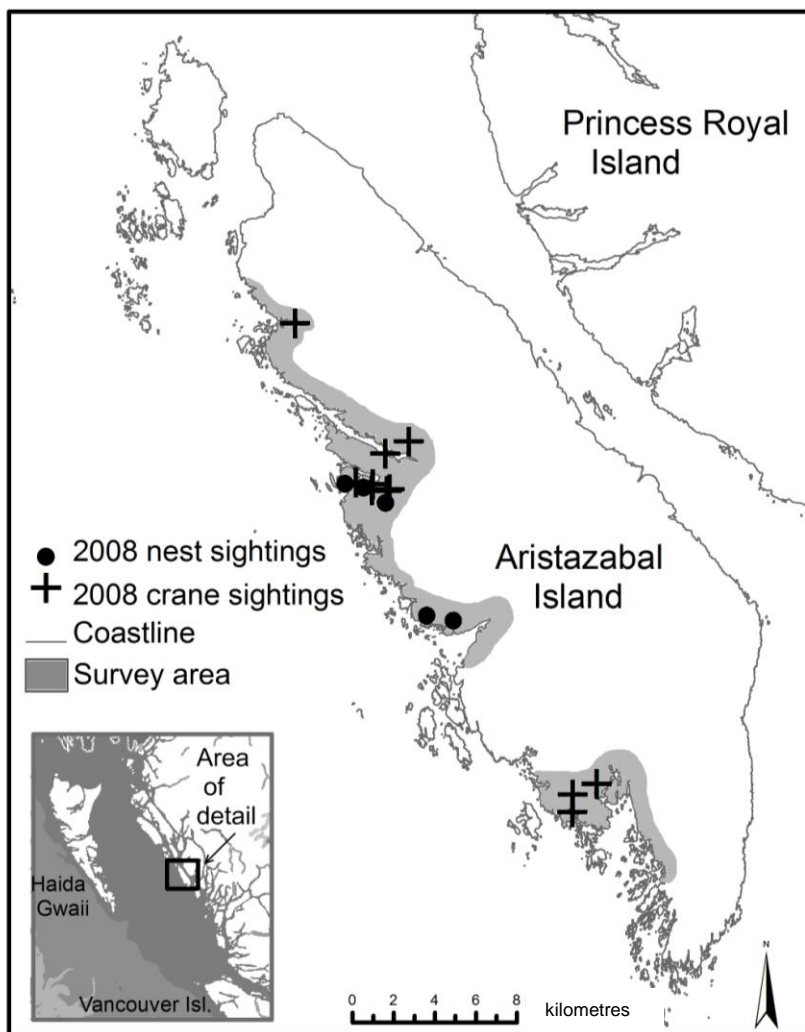 Princess Royal
Island
Aristazabal
Island
2008 nest sightings
2008 crane sightings
Coastline
Survey area
Area
of
detail
Haida
Gwaii
Vancouver Isl.
0 2 4 6 8 kilometres
N